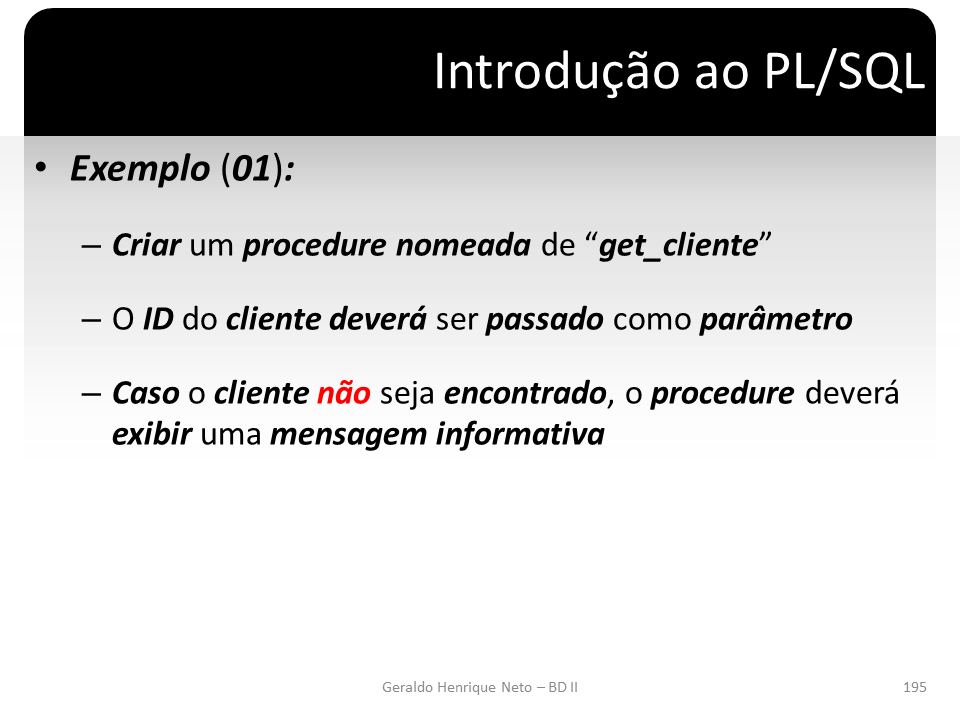 Introdução ao PL/SQL
• Exemplo (01):
– Criar um procedure nomeada de “get_cliente”
– O ID do cliente deverá ser passado como parâmetro
– Caso o cliente não seja encontrado, o procedure deverá
exibir uma mensagem informativa
Geraldo Henrique Neto – BD II
195